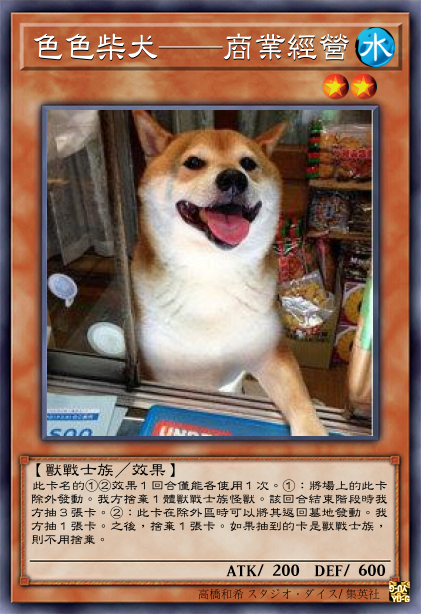 色色柴犬——商業經營
水
【獸戰士族／效果】
此卡名的①②效果1回合僅能各使用1次。①：將場上的此卡
除外發動。我方捨棄1體獸戰士族怪獸。該回合結束階段時我
方抽3張卡。②：此卡在除外區時可以將其返回墓地發動。我
方抽1張卡。之後，捨棄1張卡。如果抽到的卡是獸戰士族，
則不用捨棄。
ATK/ 200 DEF/ 600
高橋和希 スタジオ・ダイス/集英社